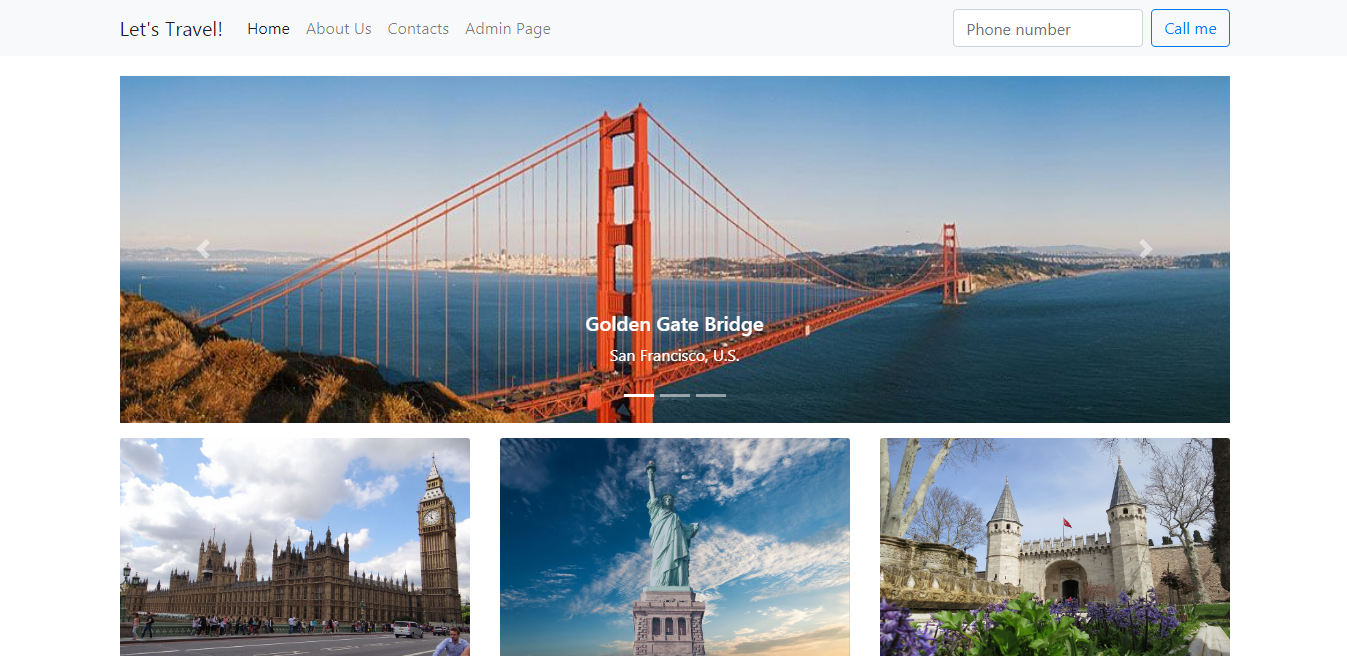 Let's Travel! Home About Us Contacts Admin Page Phone number Call me
Golden Gate Bridge
San Francisco, U.S.